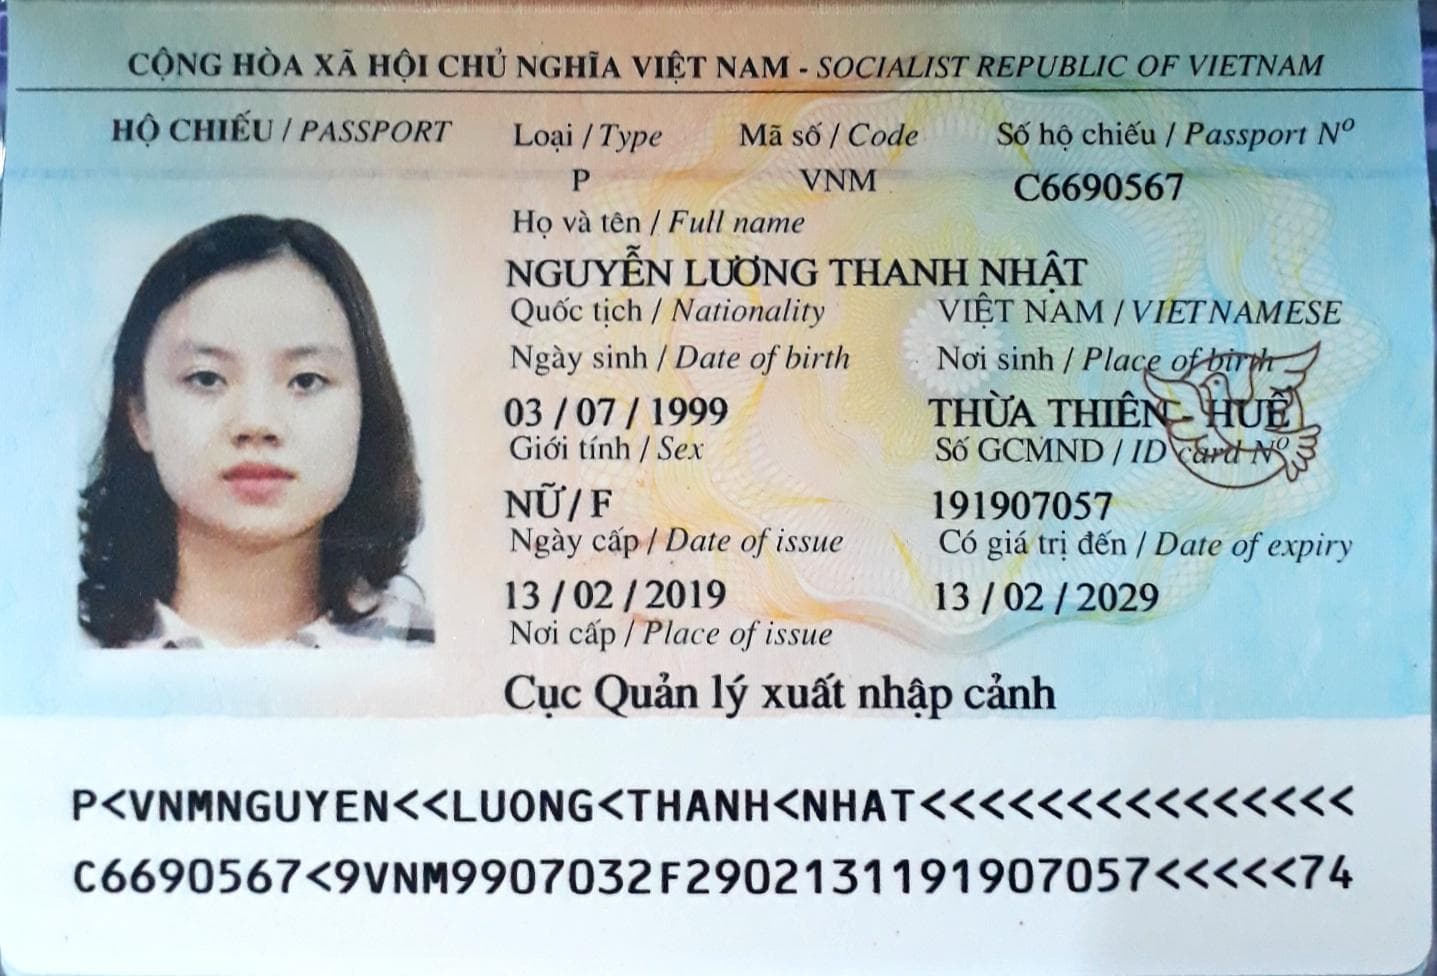 CỘNG HÒA XÃ HỘI CHỦ NGHĨA VIỆT NAM - SOCIALIST REPUBLIC OF VIETNAM
HỘ CHIẾU / PASSPORT Loại / Type Mã số / Code Số hộ chiếu / Passport Nº
P VNM C6690567
Họ và tên / Full name
NGUYỄN LƯƠNG THANH NHẬT
Quốc tịch / Nationality VIỆT NAM / VIETNAMESE
Ngày sinh / Date of birth Nơi sinh / Place of birth
03 / 07 / 1999 THỪA THIÊN - HUẾ
Giới tính / Sex Số GCMND / ID card Nº
NỮ / F 191907057
Ngày cấp / Date of issue Có giá trị đến / Date of expiry
13 / 02 / 2019 13 / 02 / 2029
Nơi cấp / Place of issue
Cục Quản lý xuất nhập cảnh
P<VNMNGUYEN<<LUONG<THANH<NHAT<<<<<<<<<<<<<<<
C6690567<9VNM9907032F2902131191907057<<<<<74